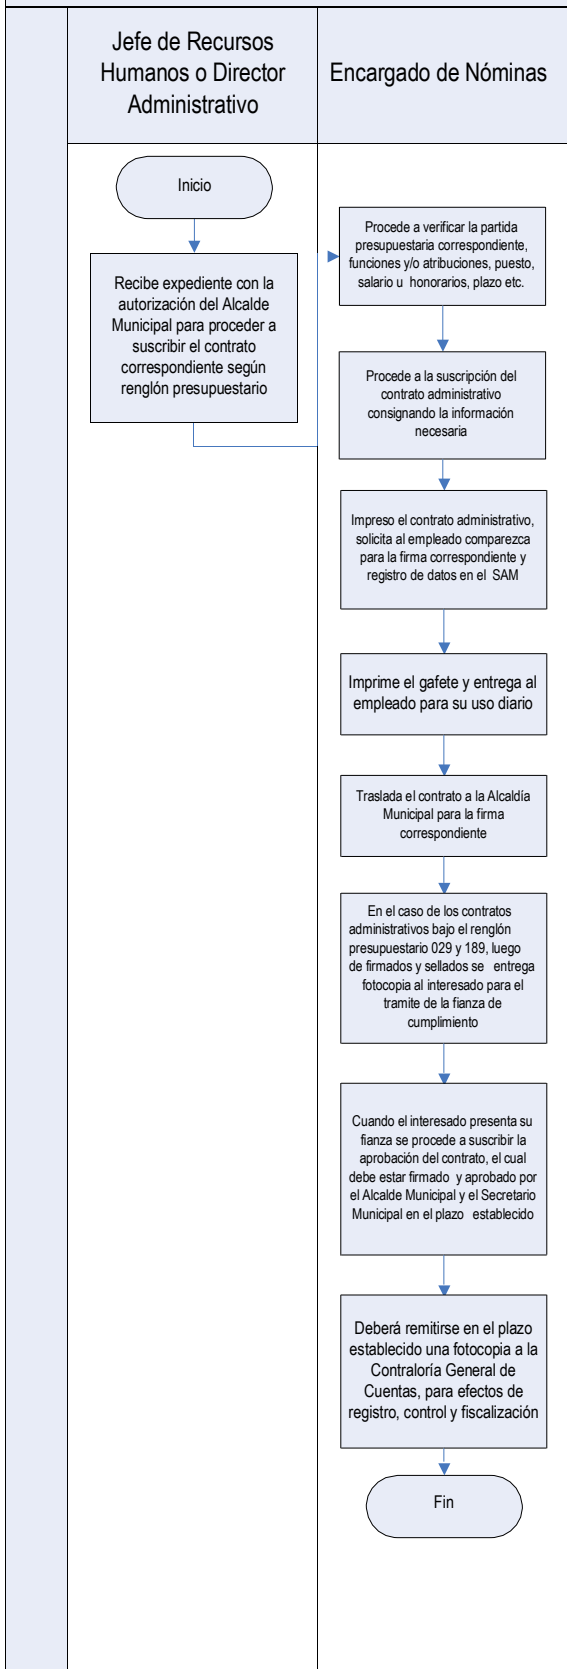 Jefe de Recursos
Humanos o Director
Administrativo
Encargado de Nóminas
Inicio
Recibe expediente con la
autorización del Alcalde
Municipal para proceder a
suscribir el contrato
correspondiente según
renglón presupuestario
Procede a verificar la partida
presupuestaria correspondiente,
funciones y/o atribuciones, puesto,
salario u honorarios, plazo etc.
Procede a la suscripción del
contrato administrativo
consignando la información
necesaria
Impreso el contrato administrativo,
solicita al empleado comparezca
para la firma correspondiente y
registro de datos en el SAM
Imprime el gafete y entrega al
empleado para su uso diario
Traslada el contrato a la Alcaldía
Municipal para la firma
correspondiente
En el caso de los contratos
administrativos bajo el renglón
presupuestario 029 y 189, luego
de firmados y sellados se entrega
fotocopia al interesado para el
tramite de la fianza de
cumplimiento
Cuando el interesado presenta su
fianza se procede a suscribir la
aprobación del contrato, el cual
debe estar firmado y aprobado por
el Alcalde Municipal y el Secretario
Municipal en el plazo establecido
Deberá remitirse en el plazo
establecido una fotocopia a la
Contraloría General de
Cuentas, para efectos de
registro, control y fiscalización
Fin